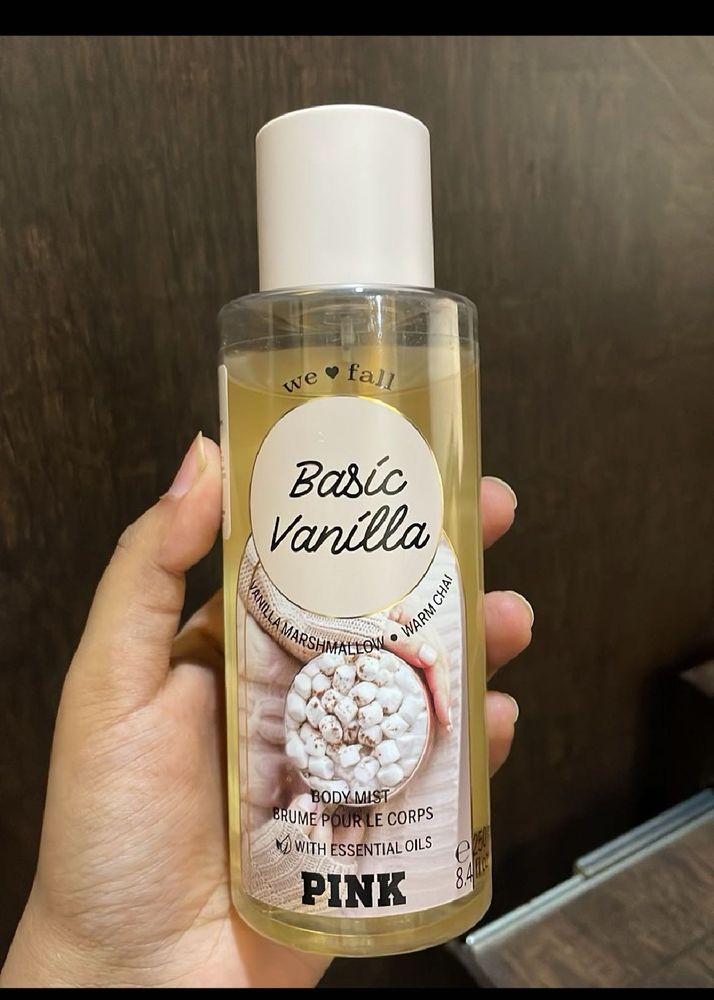 we ♥ fall
Basic
Vanilla
VANILLA MARSHMALLOW • WARM CHAI
BODY MIST
BRUME POUR LE CORPS
WITH ESSENTIAL OILS
PINK
℮ 250
8.4